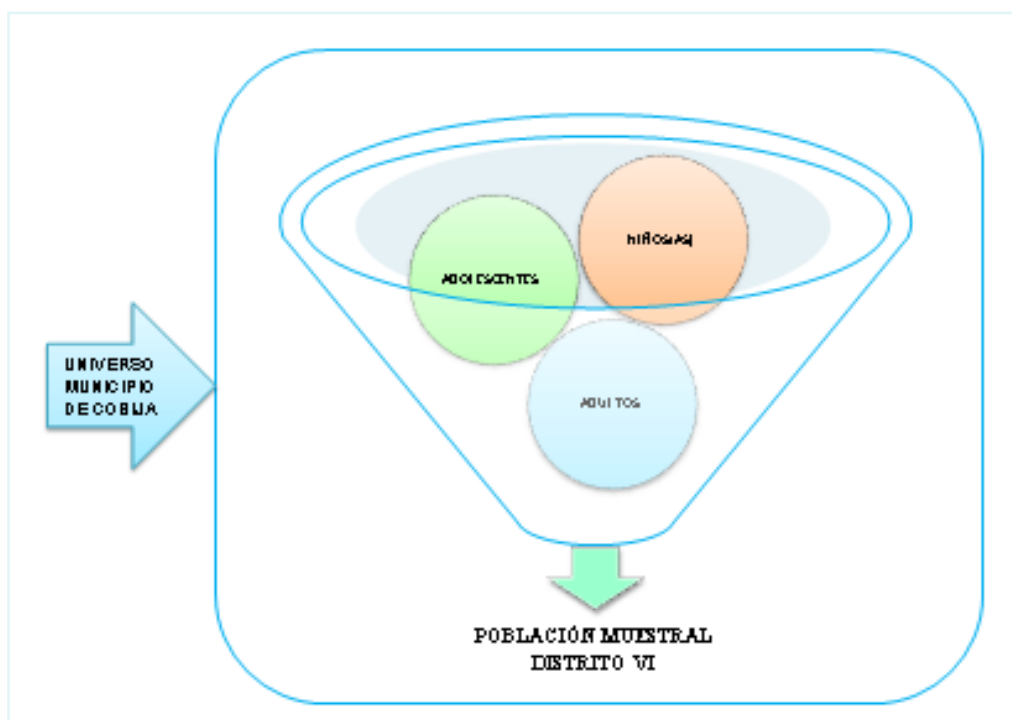 NIÑOS(AS)
ADOLESCENTES
UNIVERSO
MUNICIPIO
DE COBIJA
ADULTOS
POBLACIÓN MUESTRAL
DISTRITO VI